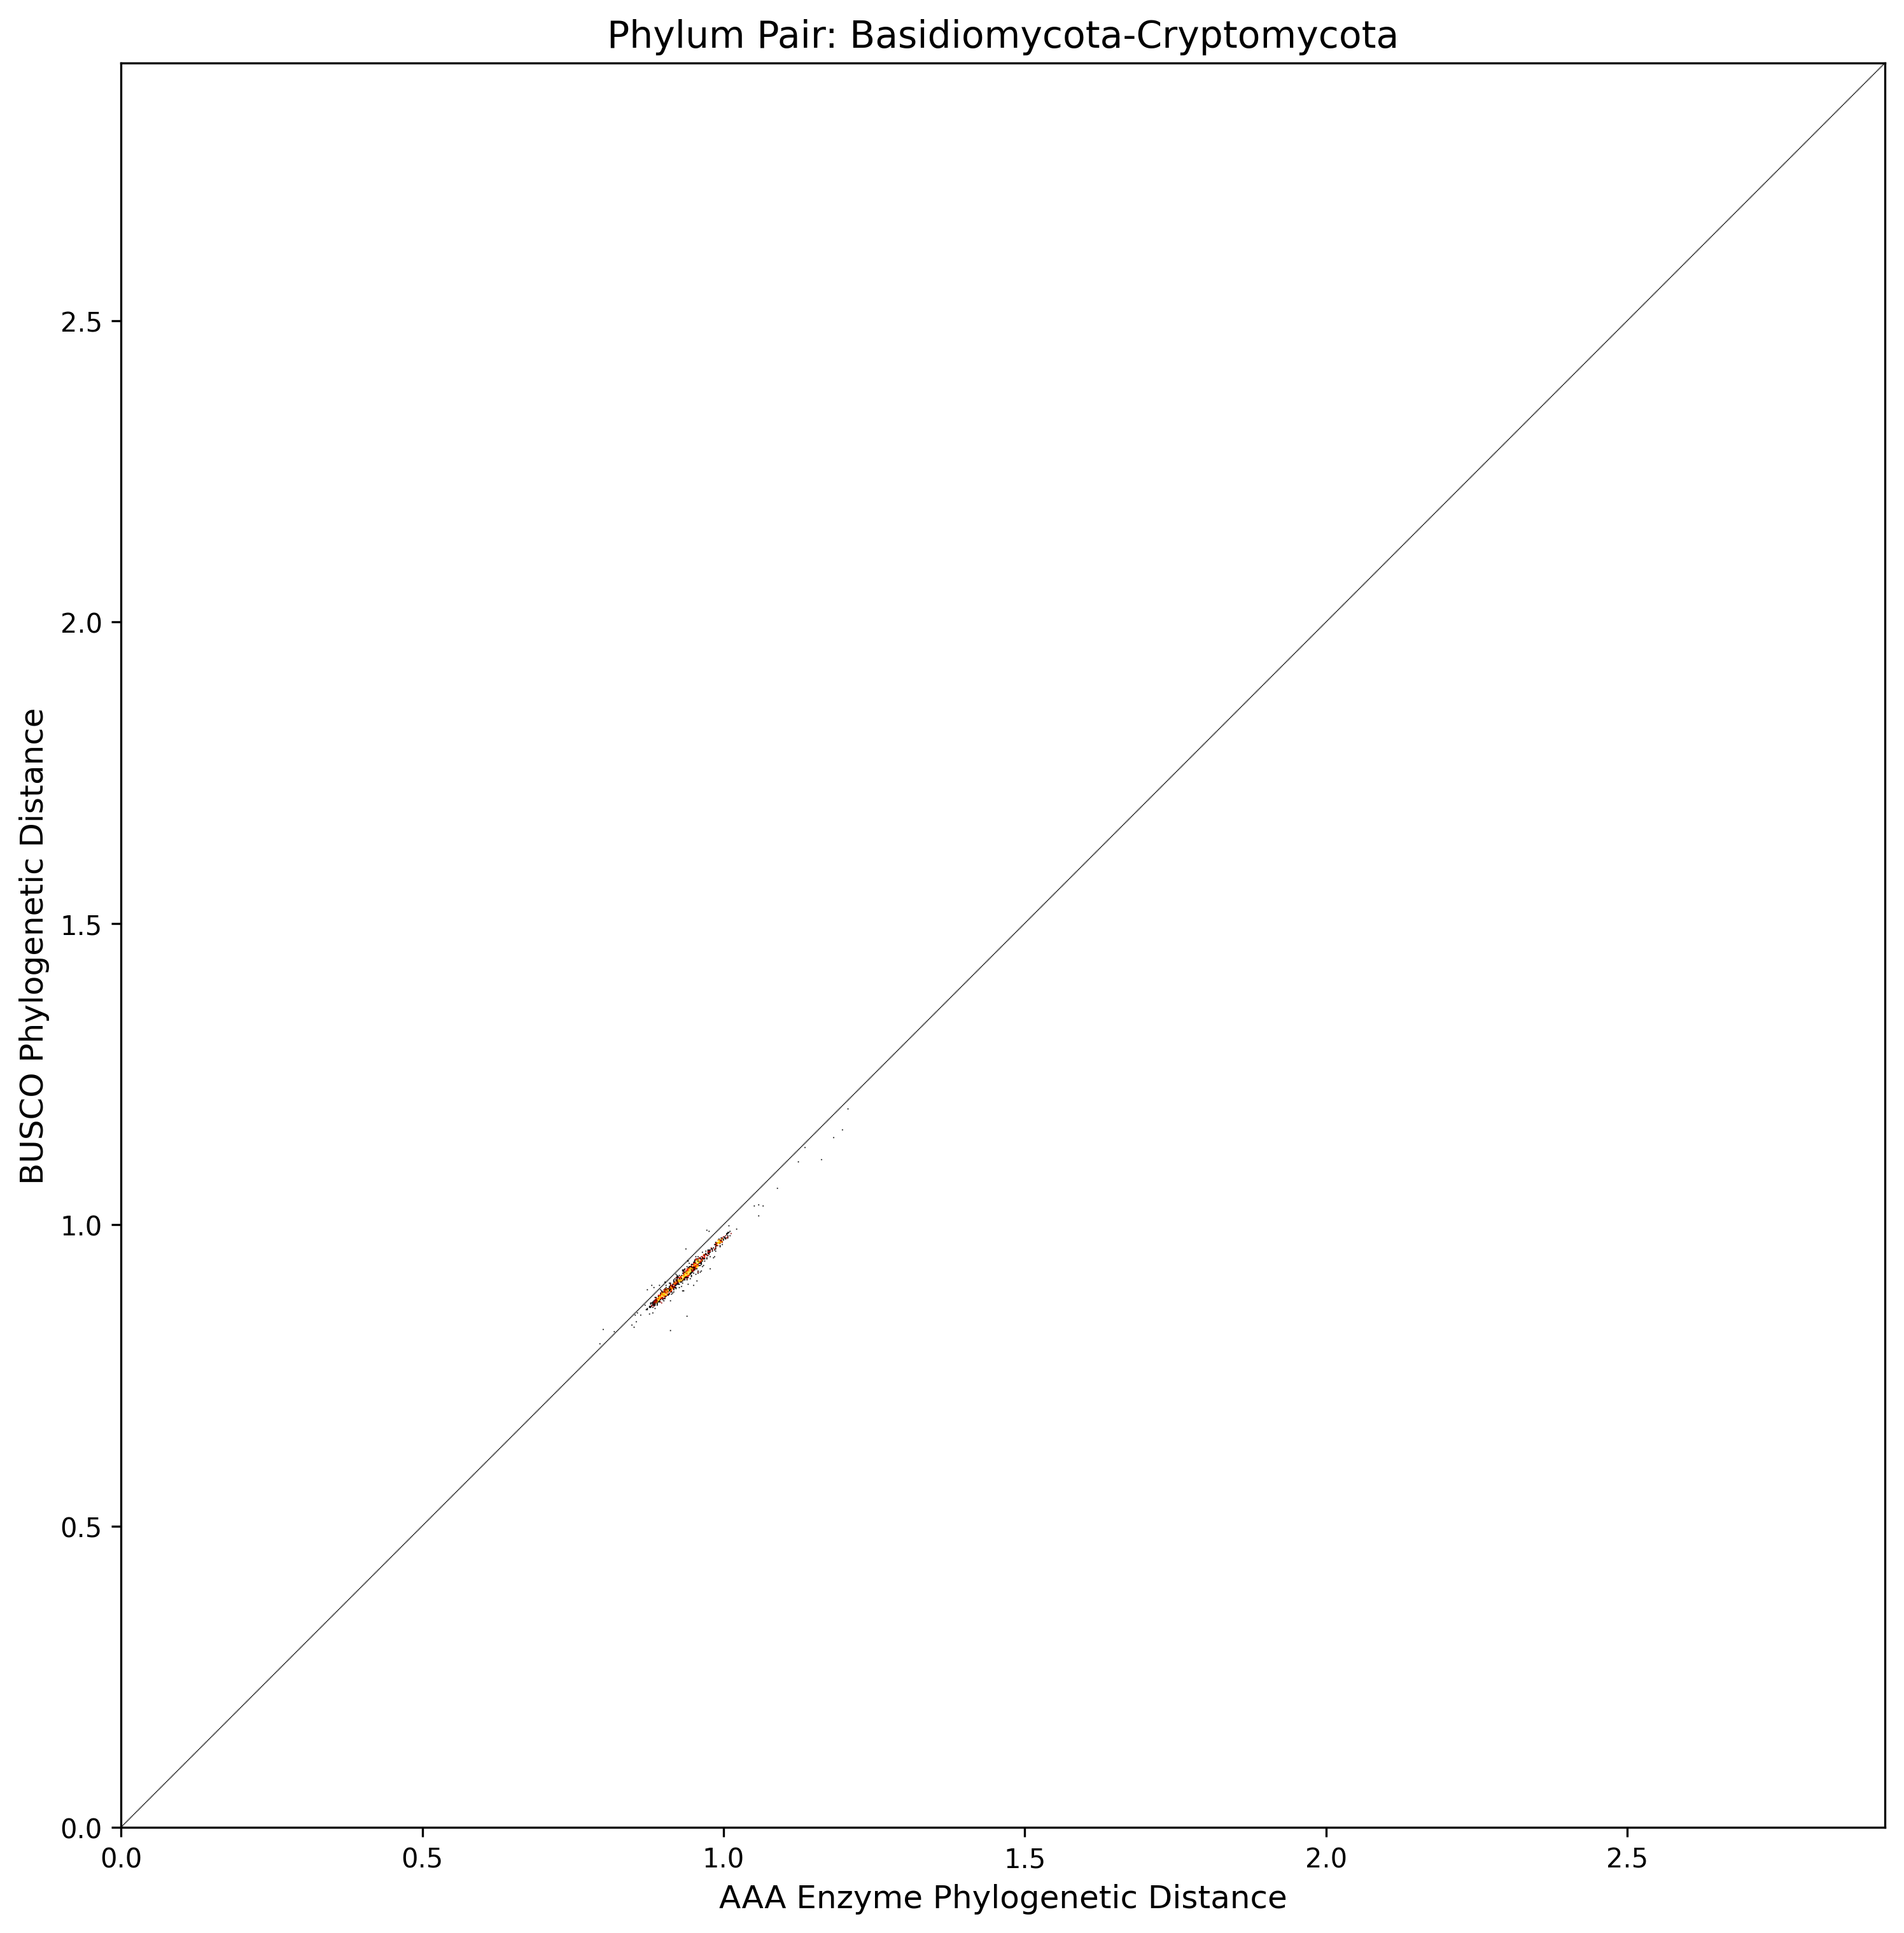 Phylum Pair: Basidiomycota-Cryptomycota
2.5
2.0
1.5
1.0
0.5
0.0
BUSCO Phylogenetic Distance
0.0 0.5 1.0 1.5 2.0 2.5
AAA Enzyme Phylogenetic Distance